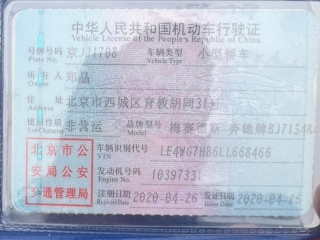 中华人民共和国机动车行驶证
Vehicle License of the People's Republic of China
号牌号码 京JJ1708 车辆类型 小型轿车
Plate No. Vehicle Type
所有人 郑晶
Owner
住址 北京市西城区育教胡同3
Address
使用性质 非营运 品牌型号 梅赛德斯-奔驰牌BJ7154
Use Character Model
北京市公 车辆识别代号 LE4WG7HB6LL668466
VIN
安局公安 发动机号码 10397331
Engine No.
交通管理局 注册日期 2020-04-26 发证日期 2020-04-26
Register Date Issue Date